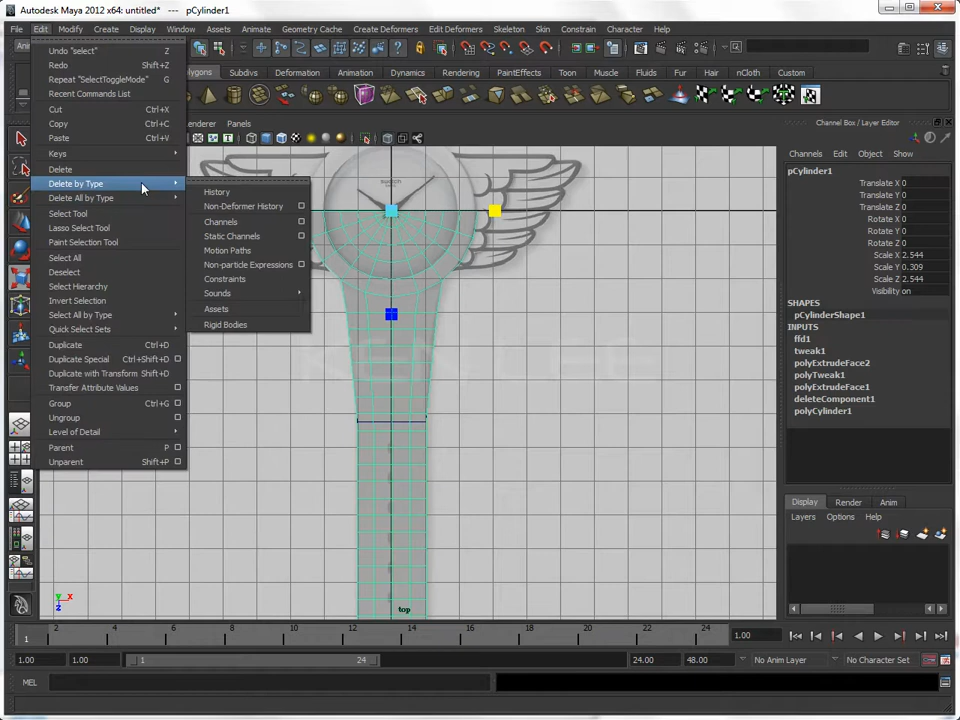 Autodesk Maya 2012 x64: untitled* --- pCylinder1
File Edit Modify Create Display Window Assets Animate Geometry Cache Create Deformers Edit Deformers Skeleton Skin Constrain Character Help
Polygons Subdivs Deformation Animation Dynamics Rendering PaintEffects Toon Muscle Fluids Fur Hair nCloth Custom
Undo "select" Z
Redo Shift+Z
Repeat "SelectToggleMode" G
Recent Commands List
Cut Ctrl+X
Copy Ctrl+C
Paste Ctrl+V
Keys
Delete
Delete by Type
Delete All by Type
Select Tool
Lasso Select Tool
Paint Selection Tool
Select All
Deselect
Select Hierarchy
Invert Selection
Select All by Type
Quick Select Sets
Duplicate Ctrl+D
Duplicate Special Ctrl+Shift+D
Duplicate with Transform Shift+D
Transfer Attribute Values
Group Ctrl+G
Ungroup
Level of Detail
Parent P
Unparent Shift+P
History
Non-Deformer History
Channels
Static Channels
Motion Paths
Non-particle Expressions
Constraints
Sounds
Assets
Rigid Bodies
Panels
swatch
top
Y
X
Z
Channel Box / Layer Editor
Channels Edit Object Show
pCylinder1
Translate X 0
Translate Y 0
Translate Z 0
Rotate X 0
Rotate Y 0
Rotate Z 0
Scale X 2.544
Scale Y 0.309
Scale Z 2.544
Visibility on
SHAPES
pCylinderShape1
INPUTS
ffd1
tweak1
polyExtrudeFace2
polyTweak1
polyExtrudeFace1
deleteComponent1
polyCylinder1
Display Render Anim
Layers Options Help
1 2 4 6 8 10 12 14 16 18 20 22 24 1.00
1.00 1.00 1 24 24.00 48.00 No Anim Layer No Character Set
MEL